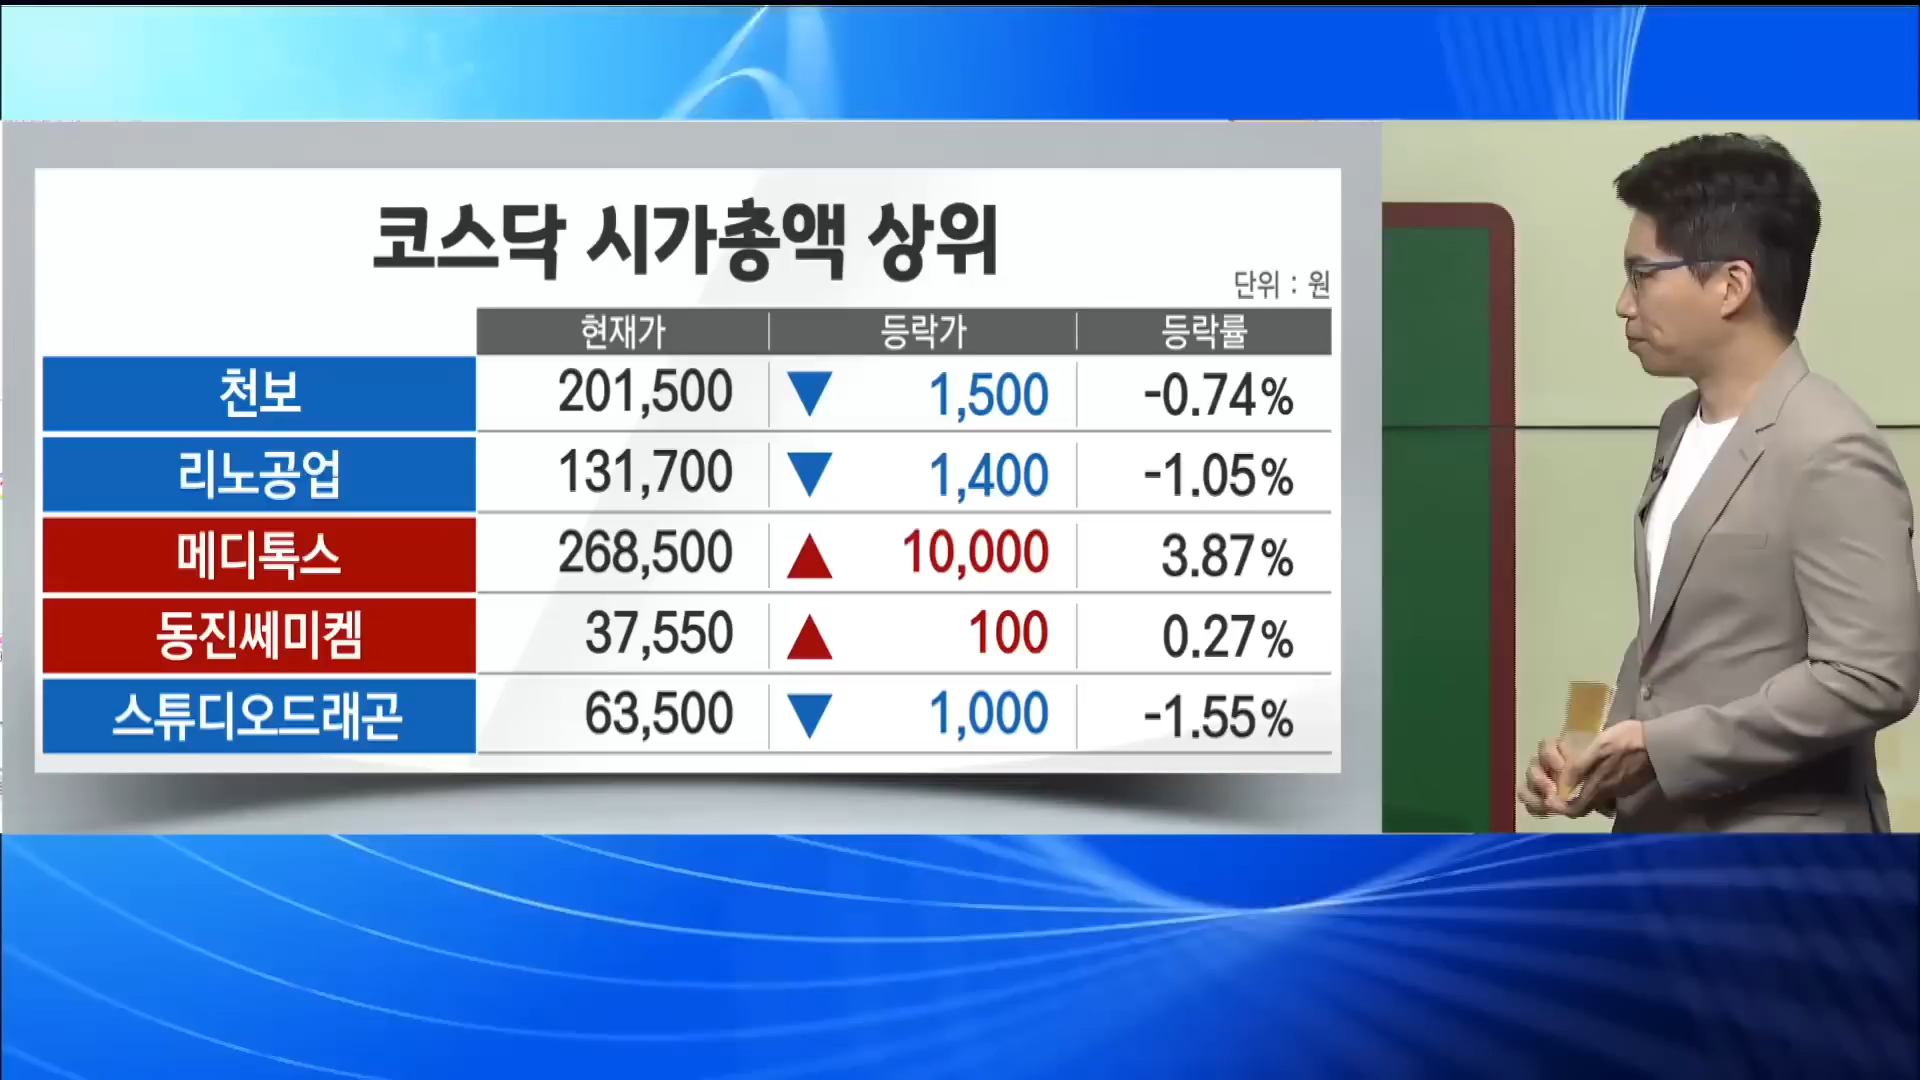 코스닥 시가총액 상위
단위 : 원
현재가 등락가 등락률
천보 201,500 ▼ 1,500 -0.74%
리노공업 131,700 ▼ 1,400 -1.05%
메디톡스 268,500 ▲ 10,000 3.87%
동진쎄미켐 37,550 ▲ 100 0.27%
스튜디오드래곤 63,500 ▼ 1,000 -1.55%